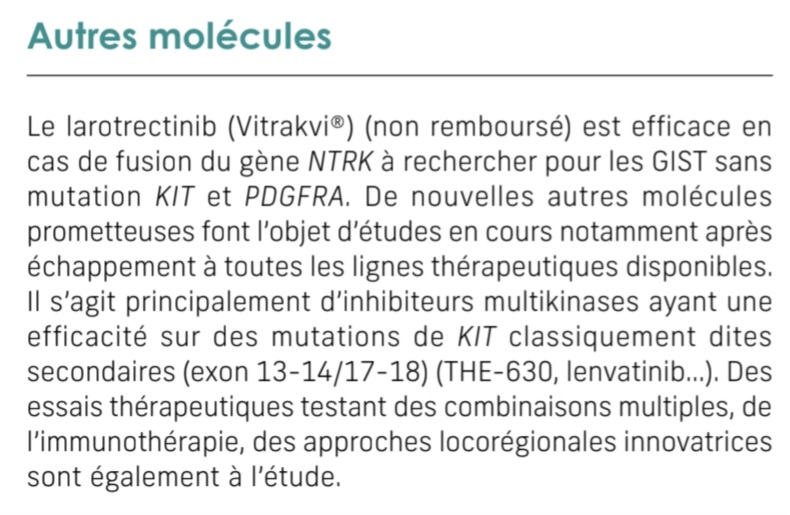 Autres molécules
Le larotrectinib (Vitrakvi®) (non remboursé) est efficace en
cas de fusion du gène NTRK à rechercher pour les GIST sans
mutation KIT et PDGFRA. De nouvelles autres molécules
prometteuses font l’objet d’études en cours notamment après
échappement à toutes les lignes thérapeutiques disponibles.
Il s’agit principalement d’inhibiteurs multikinases ayant une
efficacité sur des mutations de KIT classiquement dites
secondaires (exon 13-14/17-18) (THE-630, lenvatinib...). Des
essais thérapeutiques testant des combinaisons multiples, de
l’immunothérapie, des approches locorégionales innovatrices
sont également à l’étude.